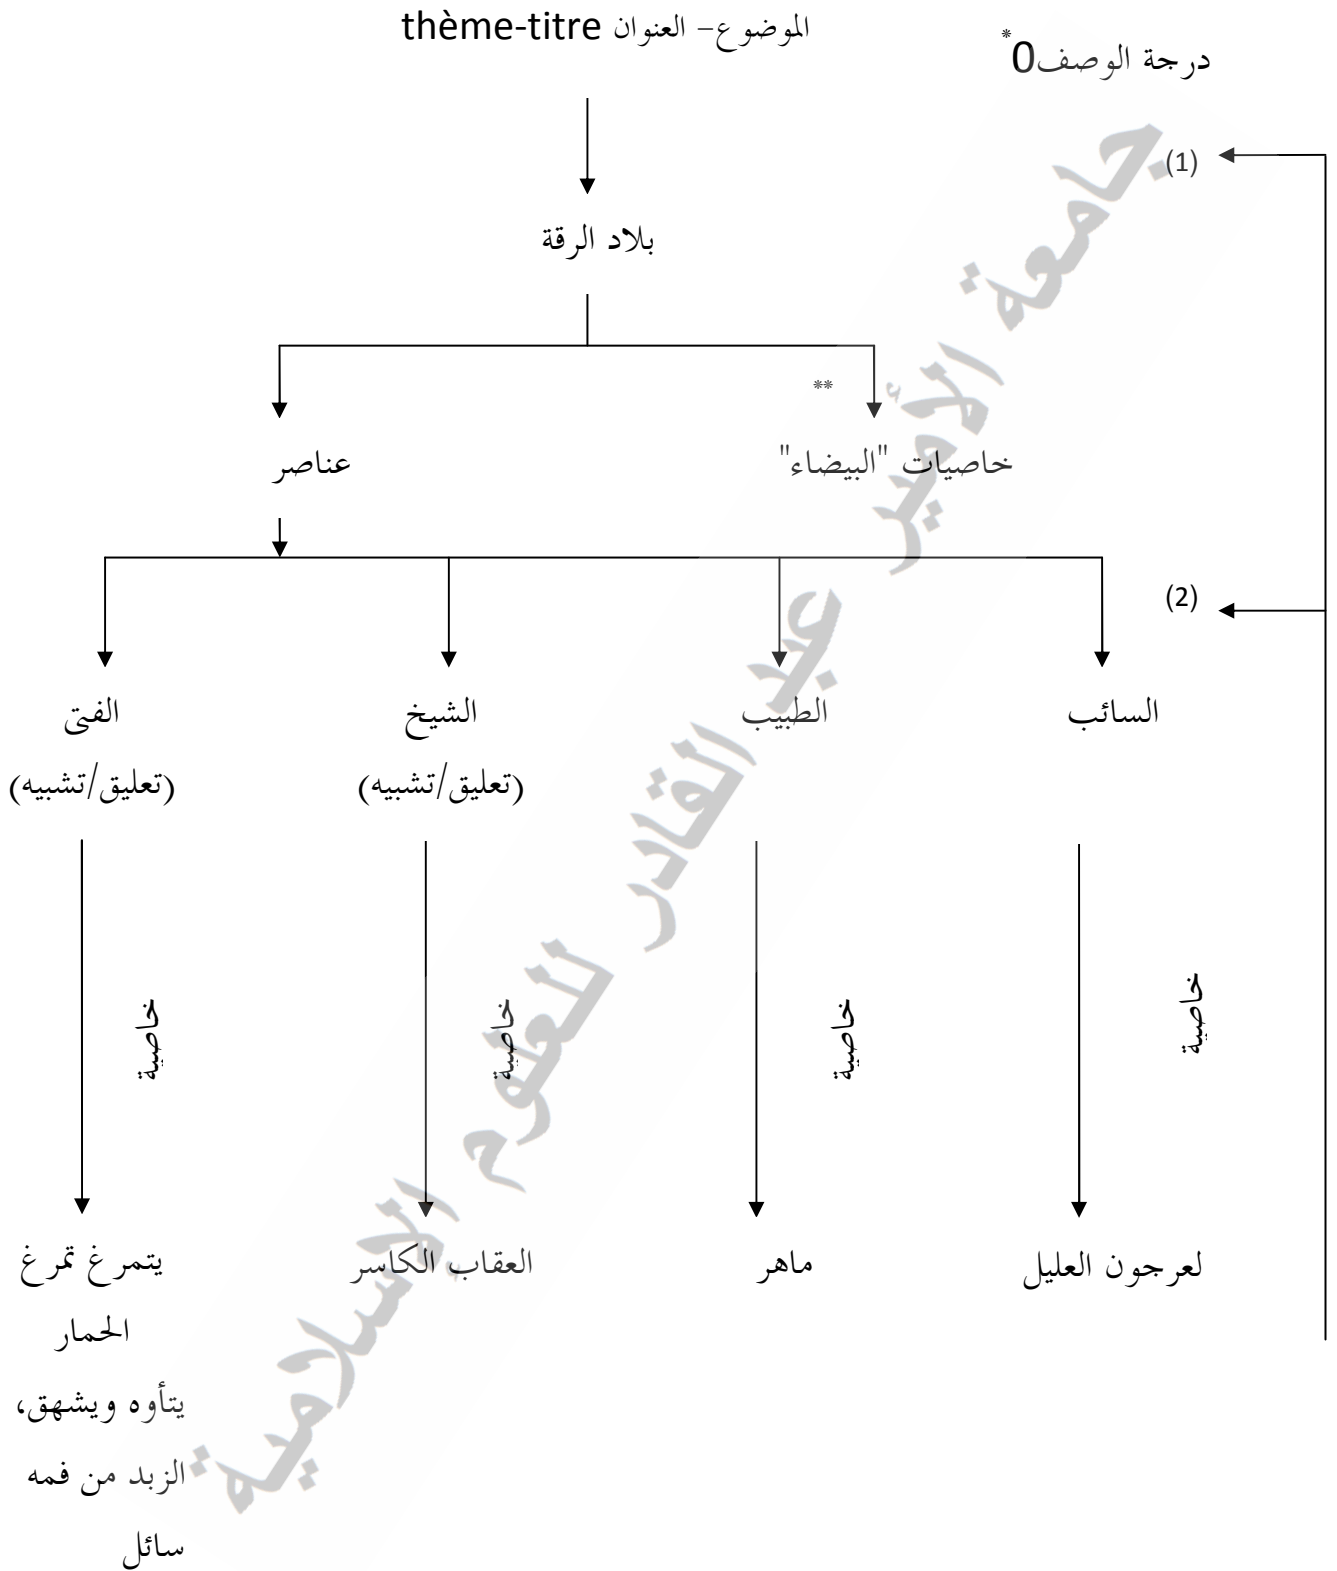 الموضوع- العنوان thème-titre
درجة الوصف0*
(1)
بلاد الرقة
**
خاصيات "البيضاء"
عناصر
(2)
السائب
الطبيب
الشيخ
الفتى
(تعليق/تشبيه)
(تعليق/تشبيه)
خاصية
خاصية
خاصية
خاصية
لعرجون العليل
ماهر
العقاب الكاسر
يتمرغ تمرغ
الحمار
يتأوه ويشهق،
الزبد من فمه
سائل
جامعة الأمير عبد القادر للعلوم الإسلامية